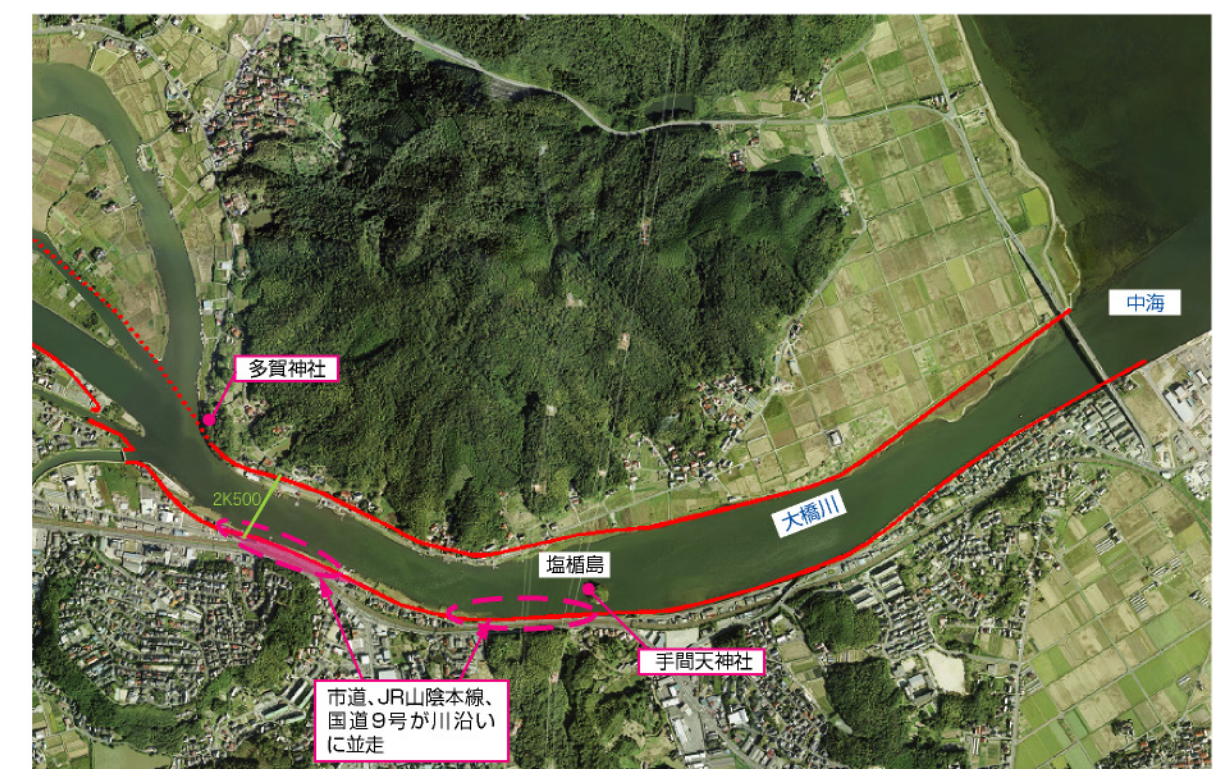 中海
多賀神社
2K500
大橋川
塩楯島
手間天神社
市道、JR山陰本線、
国道9号が川沿い
に並走